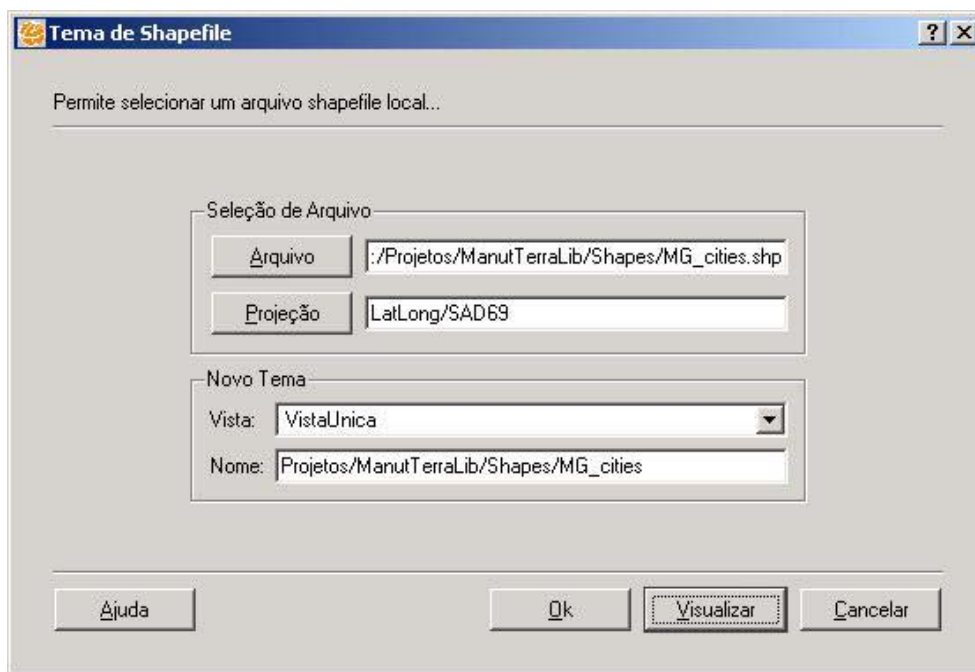 Tema de Shapefile
Permite selecionar um arquivo shapefile local...
Seleção de Arquivo
Arquivo :/Projetos/ManutTerraLib/Shapes/MG_cities.shp
Projeção LatLong/SAD69
Novo Tema
Vista: VistaUnica
Nome: Projetos/ManutTerraLib/Shapes/MG_cities
Ajuda Ok Visualizar Cancelar